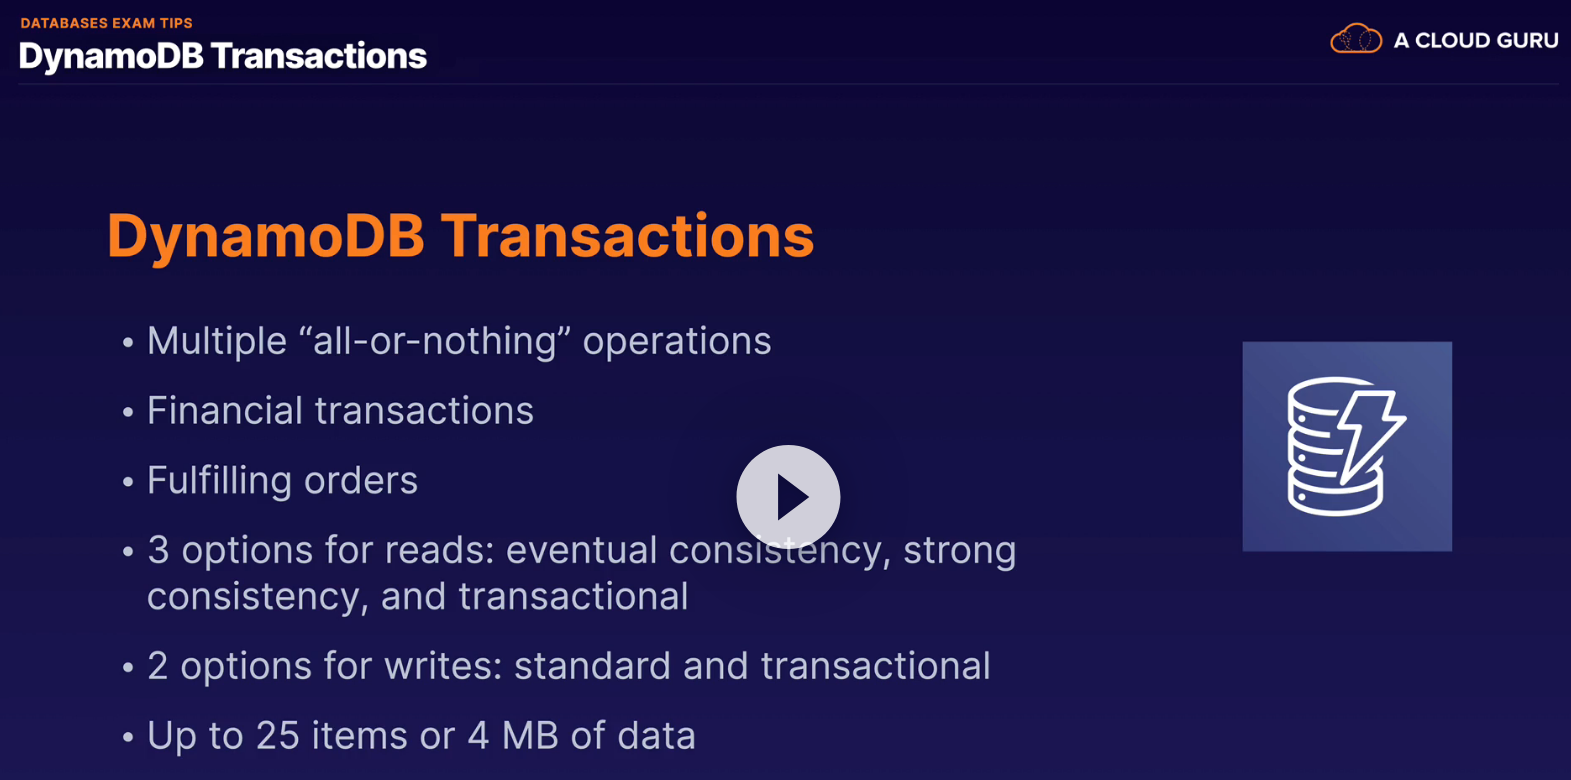 DATABASES EXAM TIPS
DynamoDB Transactions
A CLOUD GURU
DynamoDB Transactions
• Multiple “all-or-nothing” operations
• Financial transactions
• Fulfilling orders
• 3 options for reads: eventual consistency, strong
consistency, and transactional
• 2 options for writes: standard and transactional
• Up to 25 items or 4 MB of data